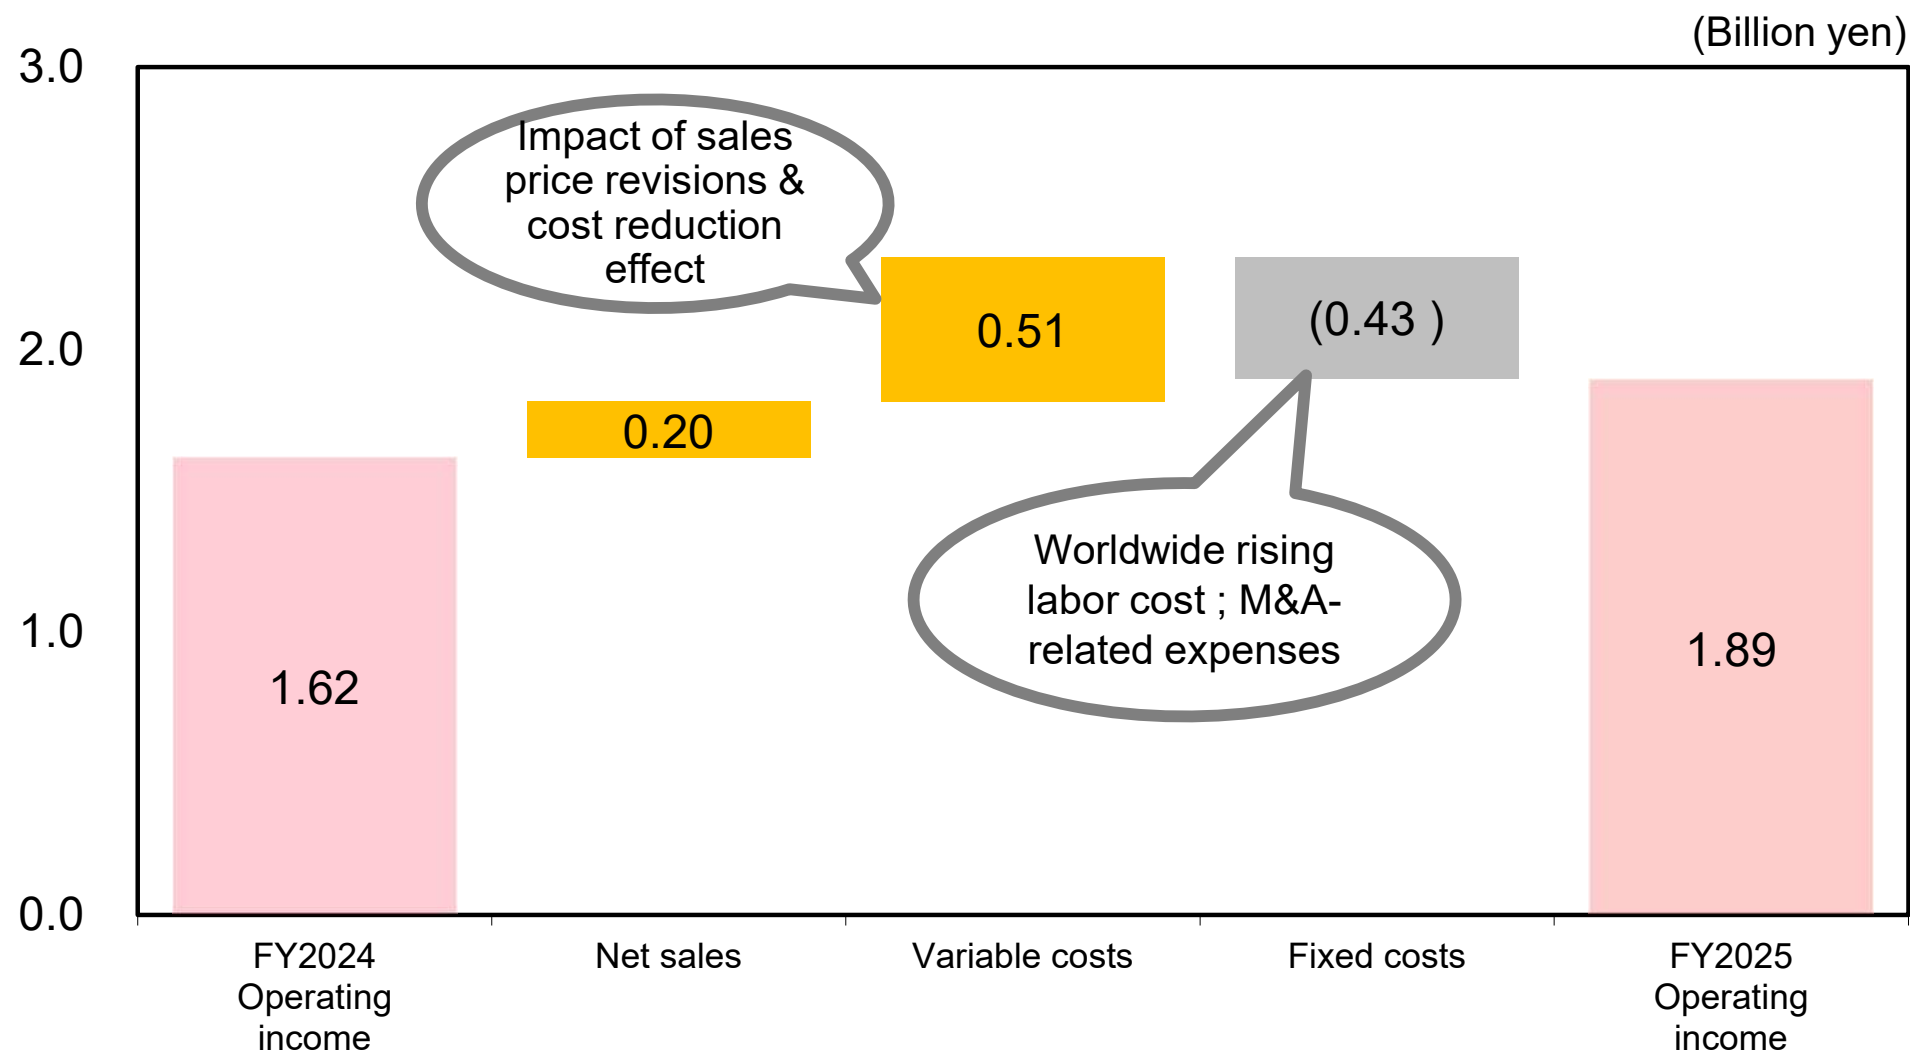 (Billion yen)
3.0
2.0
1.0
0.0
Impact of sales
price revisions &
cost reduction
effect
0.51
(0.43 )
0.20
Worldwide rising
labor cost ; M&A-
related expenses
1.62
1.89
FY2024
Operating
income
Net sales
Variable costs
Fixed costs
FY2025
Operating
income